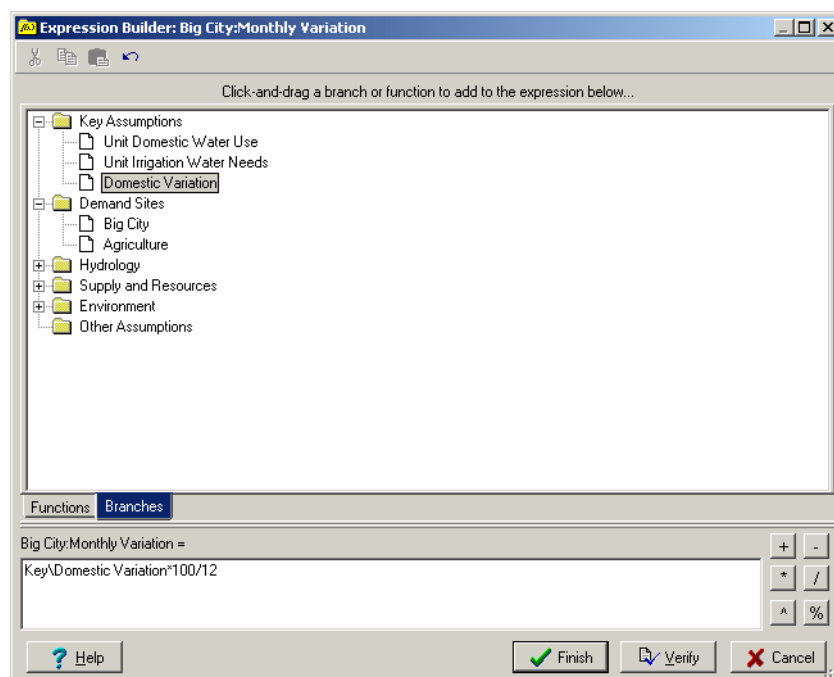 Expression Builder: Big City:Monthly Variation
Click-and-drag a branch or function to add to the expression below...
Key Assumptions
Unit Domestic Water Use
Unit Irrigation Water Needs
Domestic Variation
Demand Sites
Big City
Agriculture
Hydrology
Supply and Resources
Environment
Other Assumptions
Functions Branches
Big City:Monthly Variation =
+ -
Key\Domestic Variation*100/12
* /
^ %
? Help Finish Verify Cancel